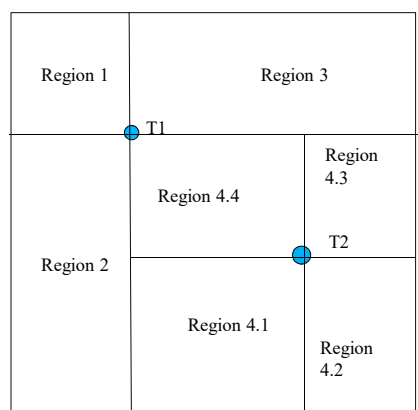 Region 1
Region 3
T1
Region
4.3
Region 4.4
T2
Region 2
Region 4.1
Region
4.2